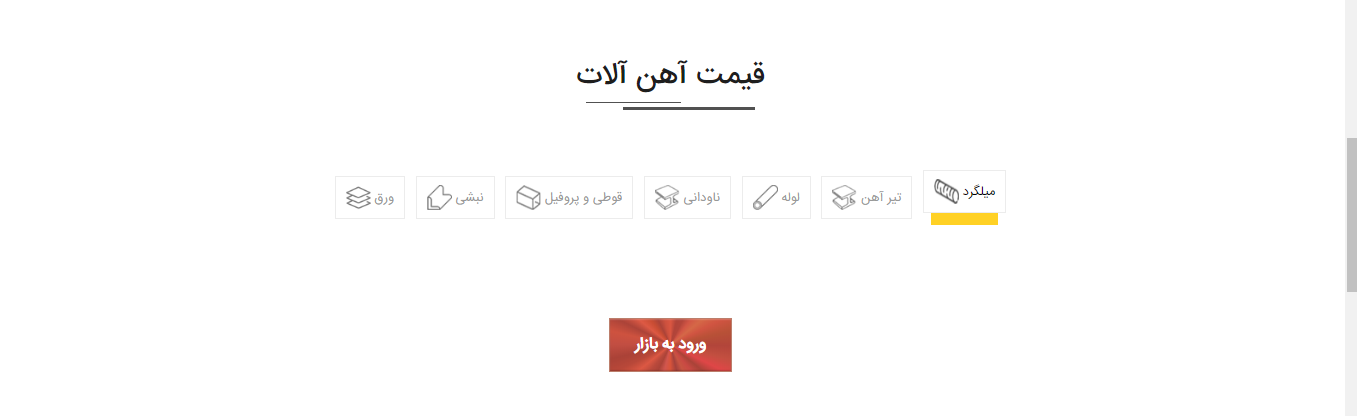 قیمت آهن آلات
میلگرد تیر آهن لوله ناودانی قوطی و پروفیل نبشی ورق
ورود به بازار